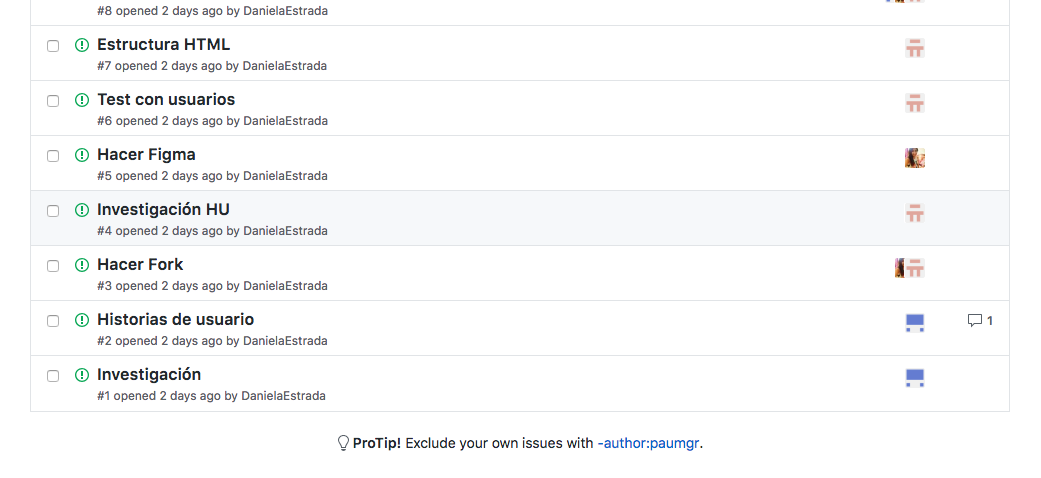 #8 opened 2 days ago by DanielaEstrada
Estructura HTML
#7 opened 2 days ago by DanielaEstrada
Test con usuarios
#6 opened 2 days ago by DanielaEstrada
Hacer Figma
#5 opened 2 days ago by DanielaEstrada
Investigación HU
#4 opened 2 days ago by DanielaEstrada
Hacer Fork
#3 opened 2 days ago by DanielaEstrada
Historias de usuario
1
#2 opened 2 days ago by DanielaEstrada
Investigación
#1 opened 2 days ago by DanielaEstrada
ProTip! Exclude your own issues with -author:paumgr.